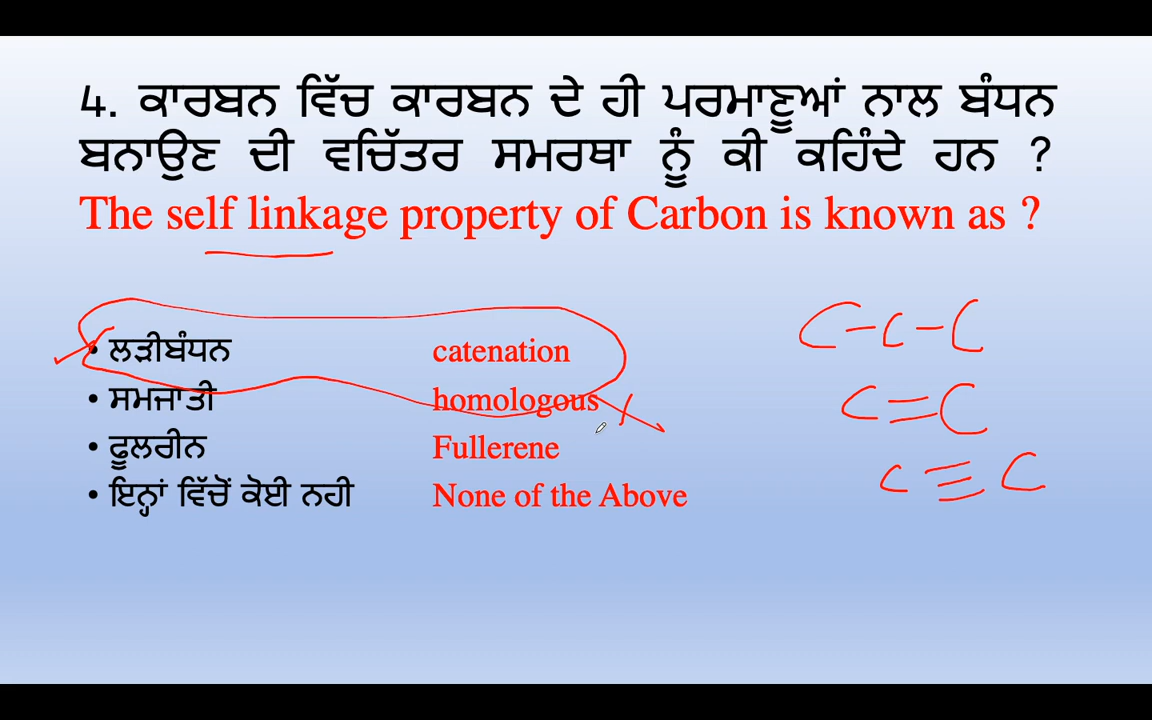 4. ਕਾਰਬਨ ਵਿੱਚ ਕਾਰਬਨ ਦੇ ਹੀ ਪਰਮਾਣੂਆਂ ਨਾਲ ਬੰਧਨ
ਬਨਾਉਣ ਦੀ ਵਚਿੱਤਰ ਸਮਰਥਾ ਨੂੰ ਕੀ ਕਹਿੰਦੇ ਹਨ ?
The self linkage property of Carbon is known as ?
• ਲੜੀਬੰਧਨ catenation
• ਸਮਜਾਤੀ homologous
• ਫੂਲਰੀਨ Fullerene
• ਇਨ੍ਹਾਂ ਵਿੱਚੋਂ ਕੋਈ ਨਹੀ None of the Above
C-C-C
C=C
C≡C